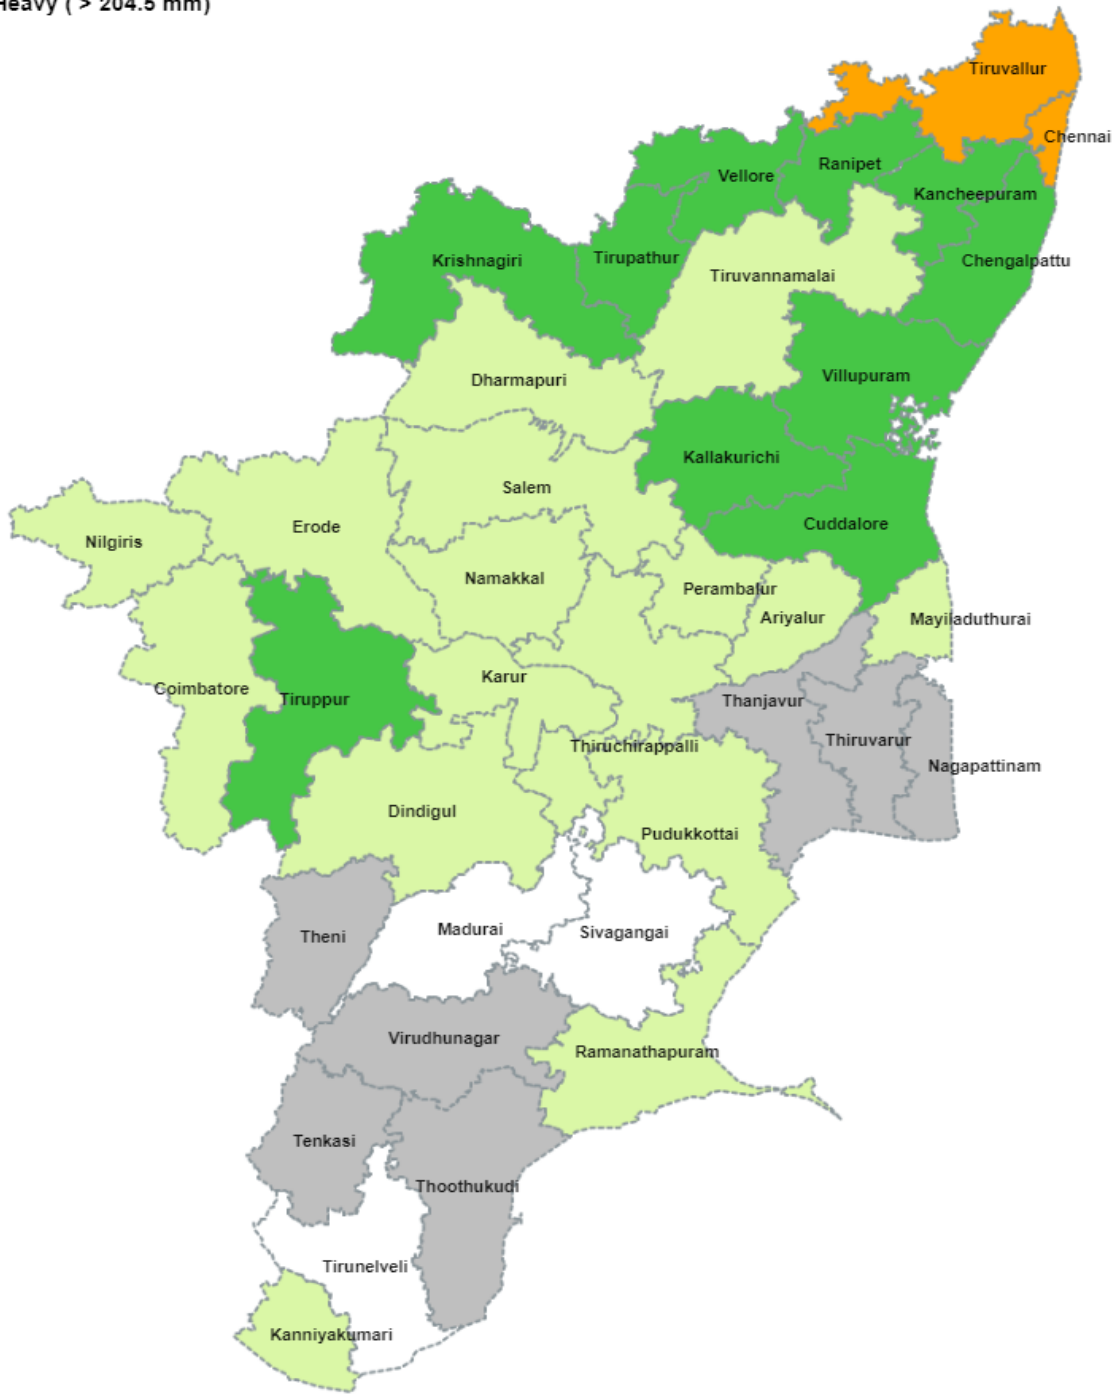 Heavy ( > 204.5 mm)
Tiruvallur
Chennai
Ranipet
Vellore
Kancheepuram
Krishnagiri
Tirupathur
Chengalpattu
Tiruvannamalai
Villupuram
Dharmapuri
Kallakurichi
Salem
Cuddalore
Erode
Nilgiris
Namakkal
Perambalur
Ariyalur
Mayiladuthurai
Karur
Coimbatore
Tiruppur
Thanjavur
Thiruvarur
Thiruchirappalli
Nagapattinam
Dindigul
Pudukkottai
Madurai
Sivagangai
Theni
Virudhunagar
Ramanathapuram
Tenkasi
Thoothukudi
Tirunelveli
Kanniyakumari